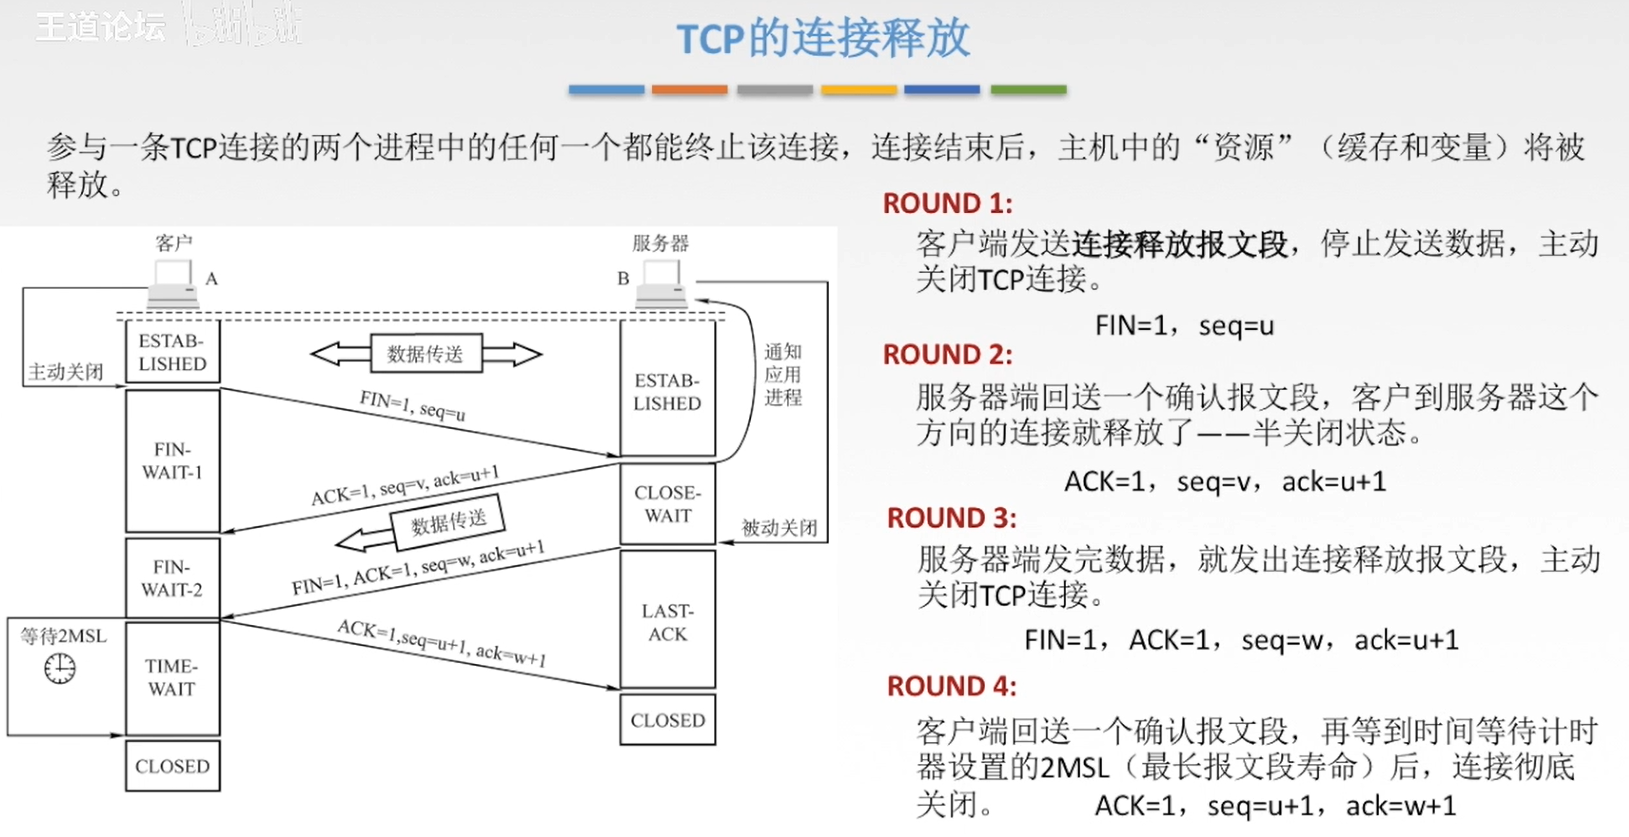 王道论坛 bilibili
TCP的连接释放
参与一条TCP连接的两个进程中的任何一个都能终止该连接，连接结束后，主机中的“资源”（缓存和变量）将被
释放。
客户
服务器
A
B
ESTAB-
LISHED
数据传送
主动关闭
ESTAB-
LISHED
通知
应用
进程
FIN=1, seq=u
FIN-
WAIT-1
ACK=1, seq=v, ack=u+1
CLOSE-
WAIT
数据传送
被动关闭
FIN-
WAIT-2
FIN=1, ACK=1, seq=w, ack=u+1
LAST-
ACK
等待2MSL
ACK=1,seq=u+1, ack=w+1
TIME-
WAIT
CLOSED
CLOSED
ROUND 1:
客户端发送连接释放报文段，停止发送数据，主动
关闭TCP连接。
FIN=1，seq=u
ROUND 2:
服务器端回送一个确认报文段，客户到服务器这个
方向的连接就释放了——半关闭状态。
ACK=1，seq=v，ack=u+1
ROUND 3:
服务器端发完数据，就发出连接释放报文段，主动
关闭TCP连接。
FIN=1，ACK=1，seq=w，ack=u+1
ROUND 4:
客户端回送一个确认报文段，再等到时间等待计时
器设置的2MSL（最长报文段寿命）后，连接彻底
关闭。 ACK=1，seq=u+1，ack=w+1